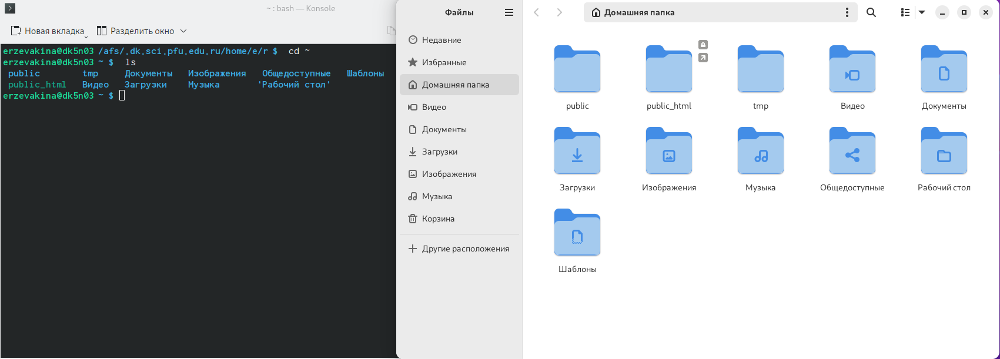 ~ : bash — Konsole
Новая вкладка Разделить окно
erzevakina@dk5n03 /afs/.dk.sci.pfu.edu.ru/home/e/r $ cd ~
erzevakina@dk5n03 ~ $ ls
public tmp Документы Изображения Общедоступные Шаблоны
public_html Видео Загрузки Музыка 'Рабочий стол'
erzevakina@dk5n03 ~ $
Файлы
Недавние
Избранные
Домашняя папка
Видео
Документы
Загрузки
Изображения
Музыка
Корзина
Другие расположения
Домашняя папка
public public_html tmp Видео Документы
Загрузки Изображения Музыка Общедоступные Рабочий стол
Шаблоны